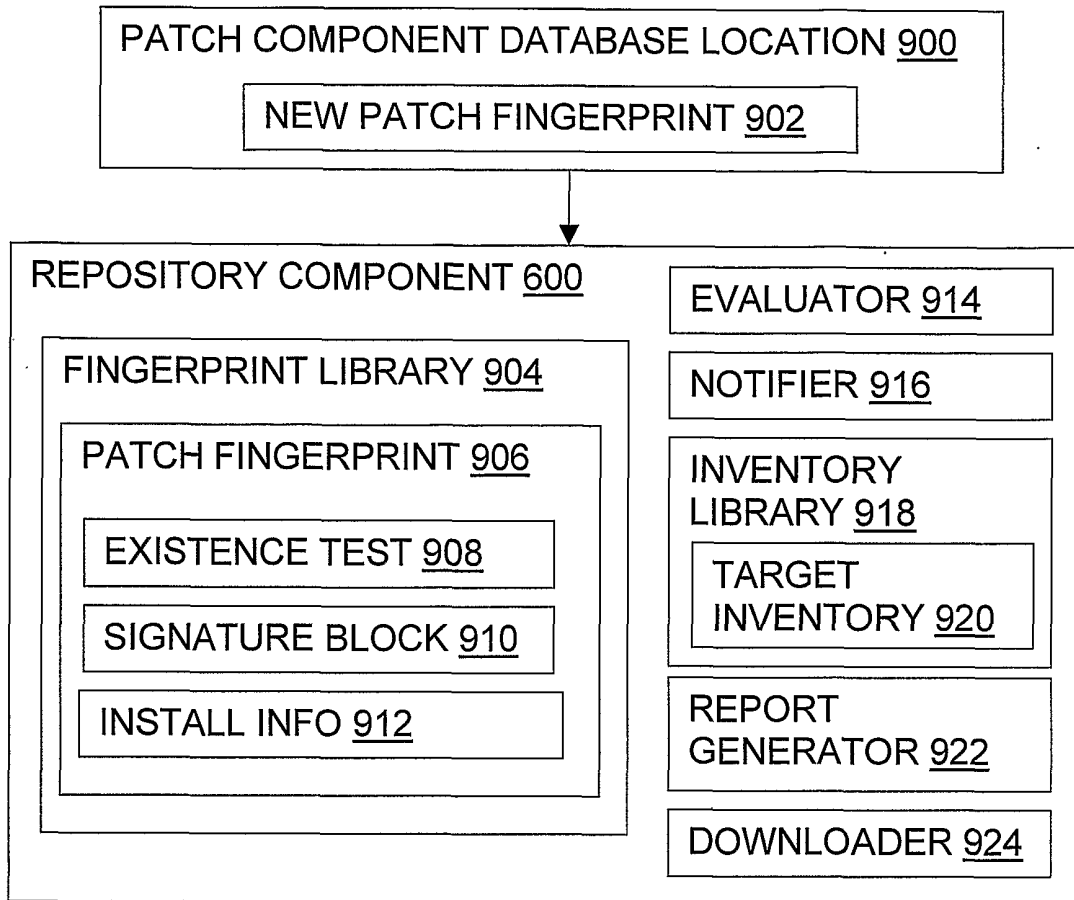 PATCH COMPONENT DATABASE LOCATION 900
NEW PATCH FINGERPRINT 902
REPOSITORY COMPONENT 600
FINGERPRINT LIBRARY 904
PATCH FINGERPRINT 906
EXISTENCE TEST 908
SIGNATURE BLOCK 910
INSTALL INFO 912
EVALUATOR 914
NOTIFIER 916
INVENTORY
LIBRARY 918
TARGET
INVENTORY 920
REPORT
GENERATOR 922
DOWNLOADER 924